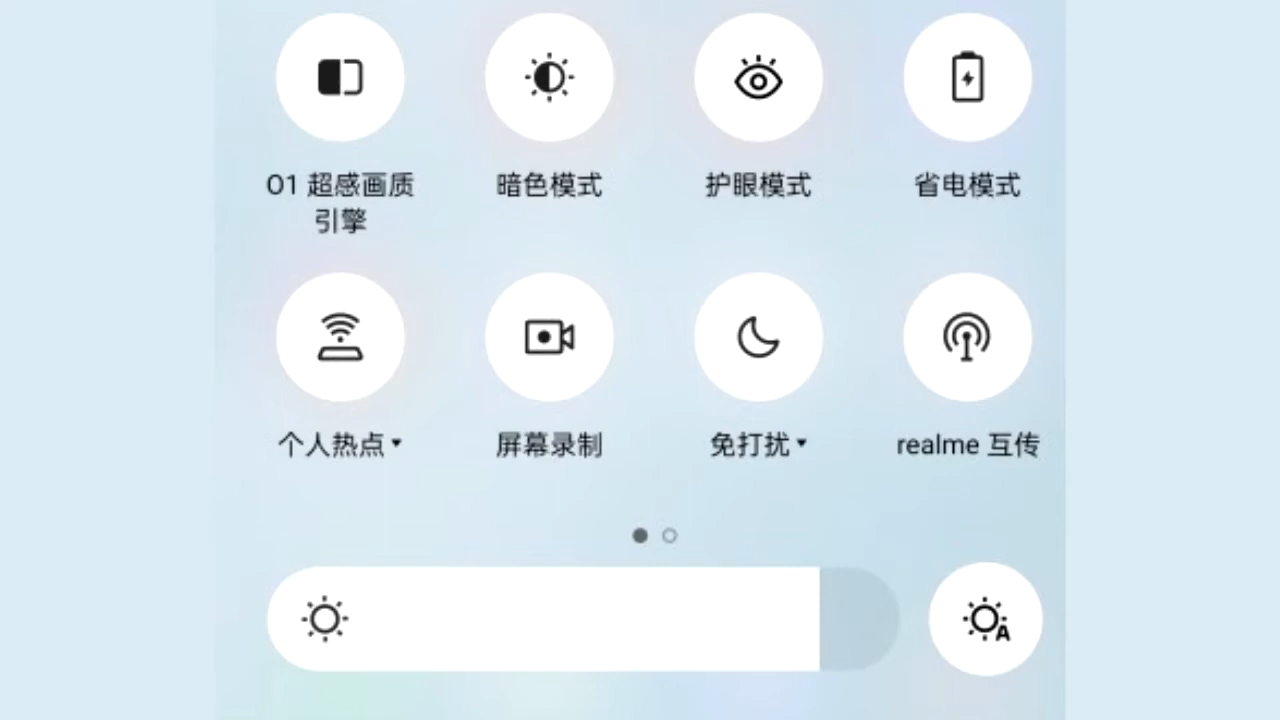 O1 超感画质
引擎
暗色模式
护眼模式
省电模式
个人热点
屏幕录制
免打扰
realme 互传
A